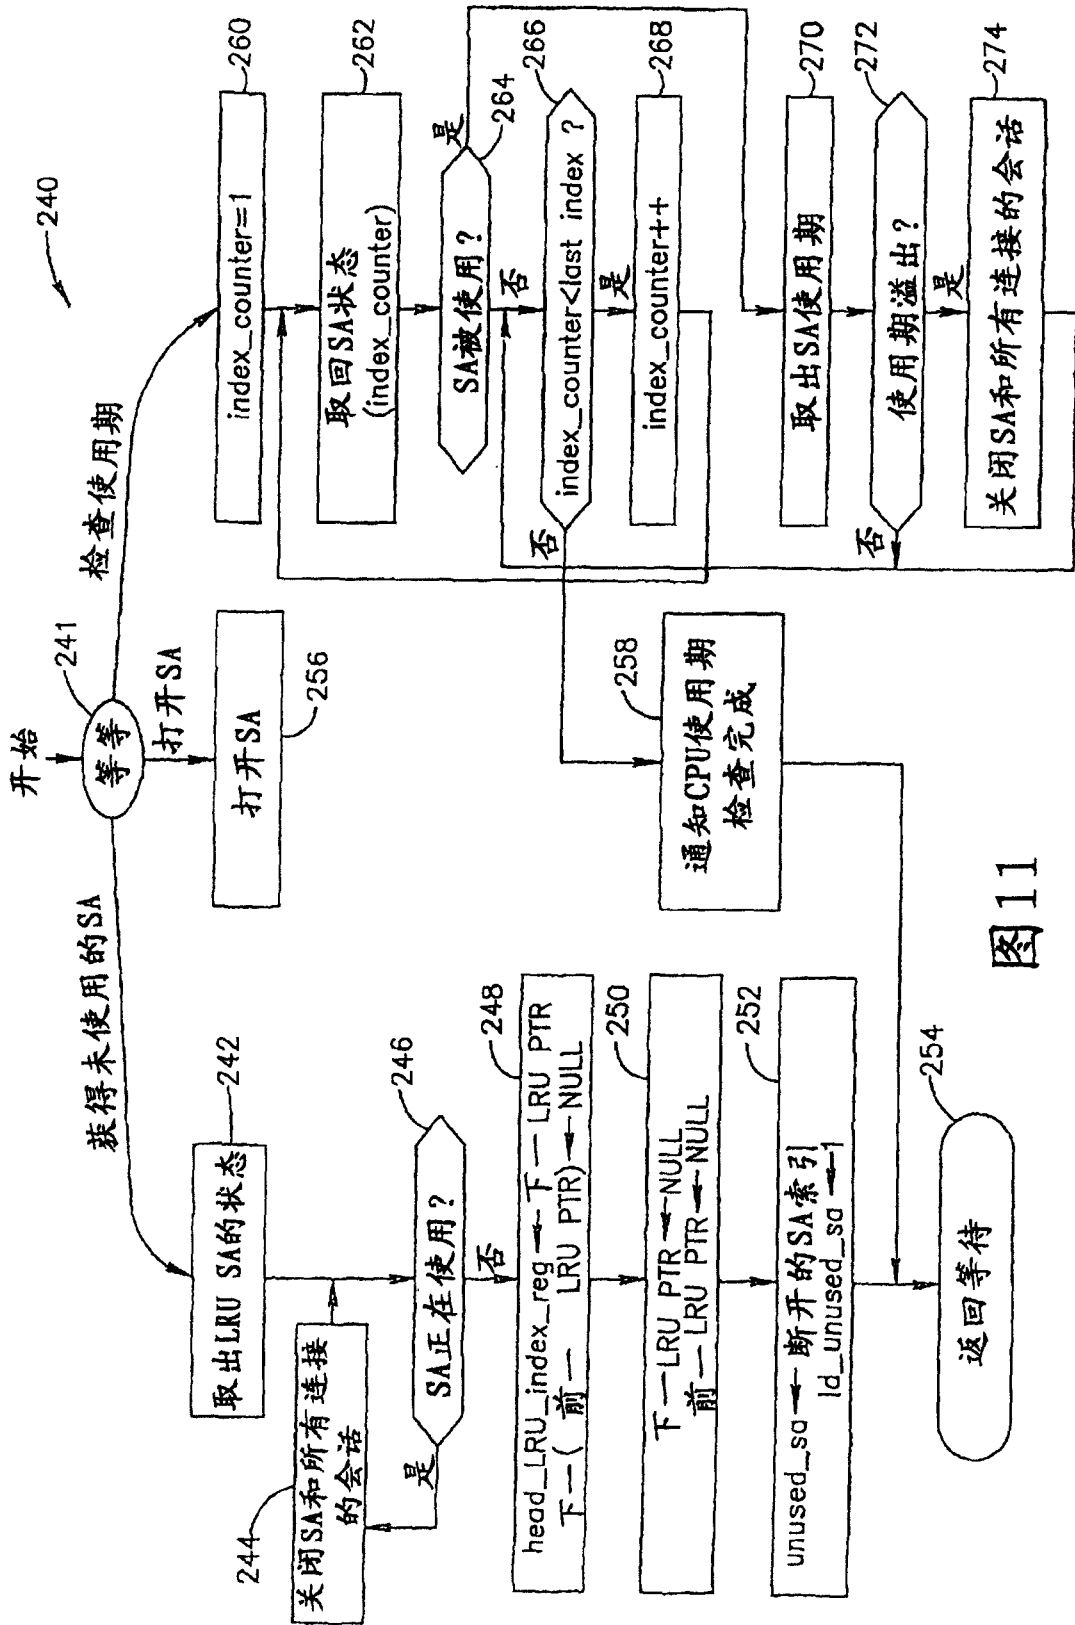 240
开始
等等
241
获得未使用的SA
打开SA
检查使用期
取出LRU SA的状态
242
关闭SA和所有连接
的会话
244
SA正在使用？
246
是
否
head_LRU_index_reg←下一LRU PTR
下一(前一 LRU PTR)←NULL
248
下一LRU PTR←NULL
前一LRU PTR←NULL
250
unused_sa←断开的SA索引
ld_unused_sa←1
252
返回等待
254
打开SA
256
通知CPU使用期
检查完成
258
index_counter=1
260
取回SA状态
(index_counter)
262
SA被使用？
264
是
否
index_counter<last index ?
266
否
是
index_counter++
268
取出SA使用期
270
使用期溢出？
272
否
是
关闭SA和所有连接的会话
274
图11